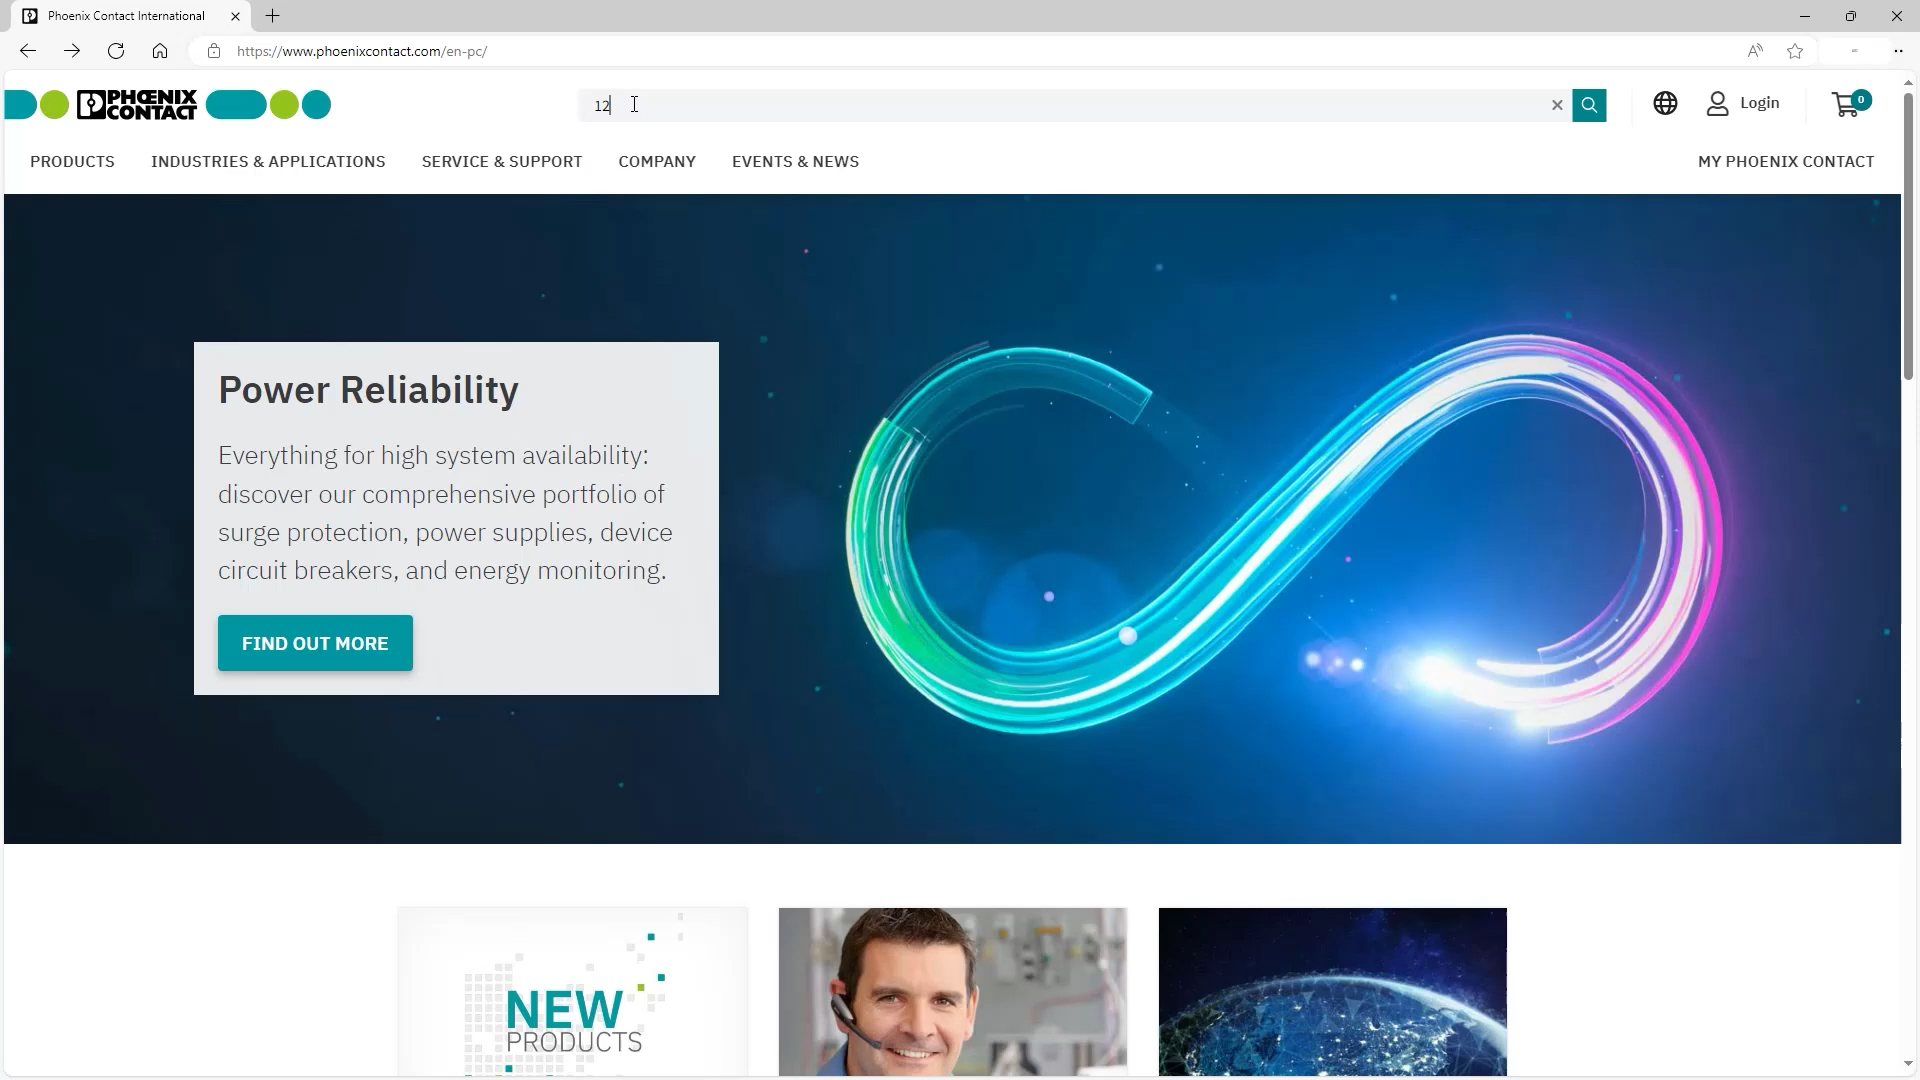 Phoenix Contact International
https://www.phoenixcontact.com/en-pc/
PHŒNIX
CONTACT
12
Login
0
PRODUCTS
INDUSTRIES & APPLICATIONS
SERVICE & SUPPORT
COMPANY
EVENTS & NEWS
MY PHOENIX CONTACT
Power Reliability
Everything for high system availability:
discover our comprehensive portfolio of
surge protection, power supplies, device
circuit breakers, and energy monitoring.
FIND OUT MORE
NEW
PRODUCTS